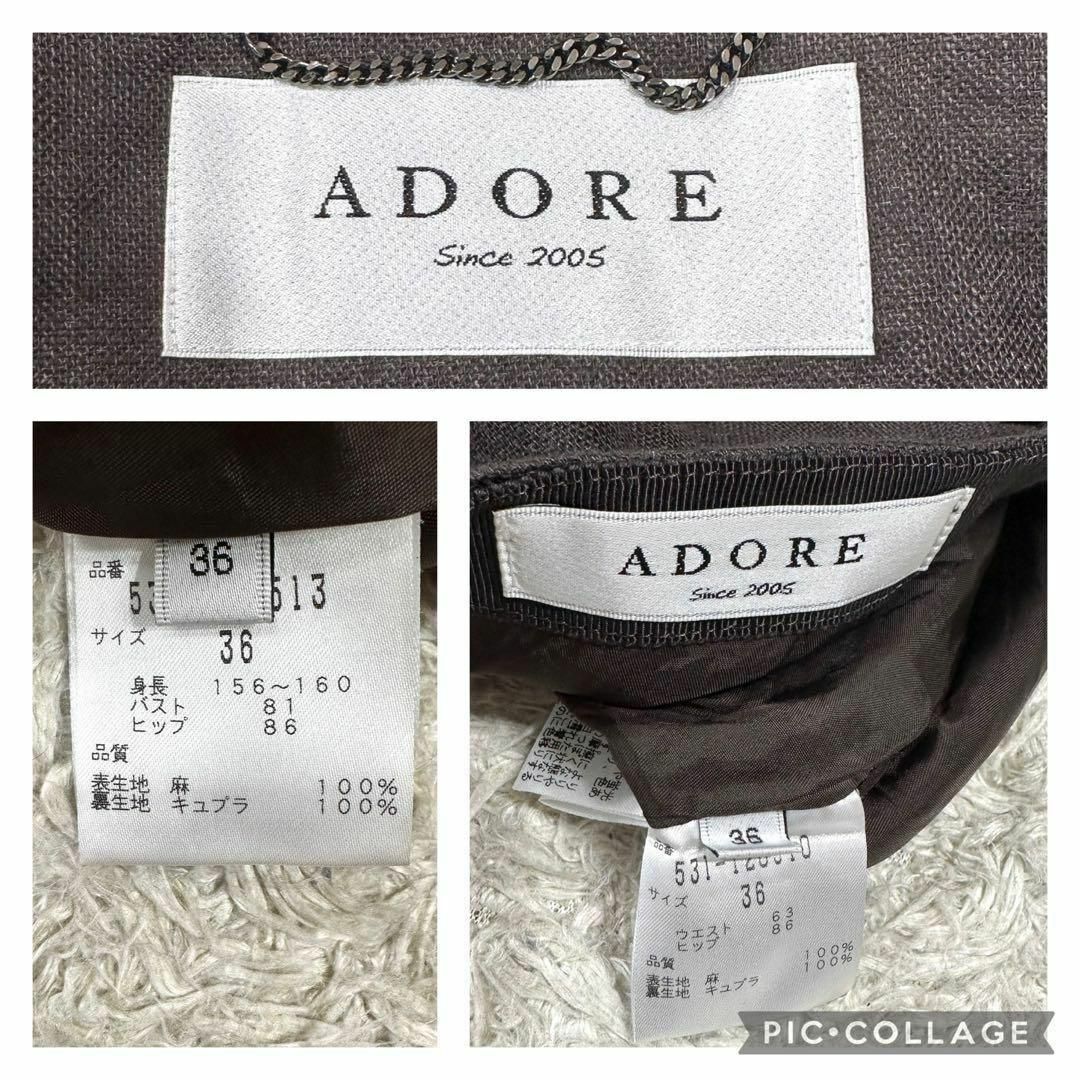 ADORE
Since 2005
36
品番
513
サイズ
36
身長 156～160
バスト 81
ヒップ 86
品質
表生地 麻 100%
裏生地 キュプラ 100%
ADORE
Since 2005
36
品番
サイズ 36
ウエスト 63
ヒップ 86
品質
表生地 麻 100%
裏生地 キュプラ 100%
PIC•COLLAGE